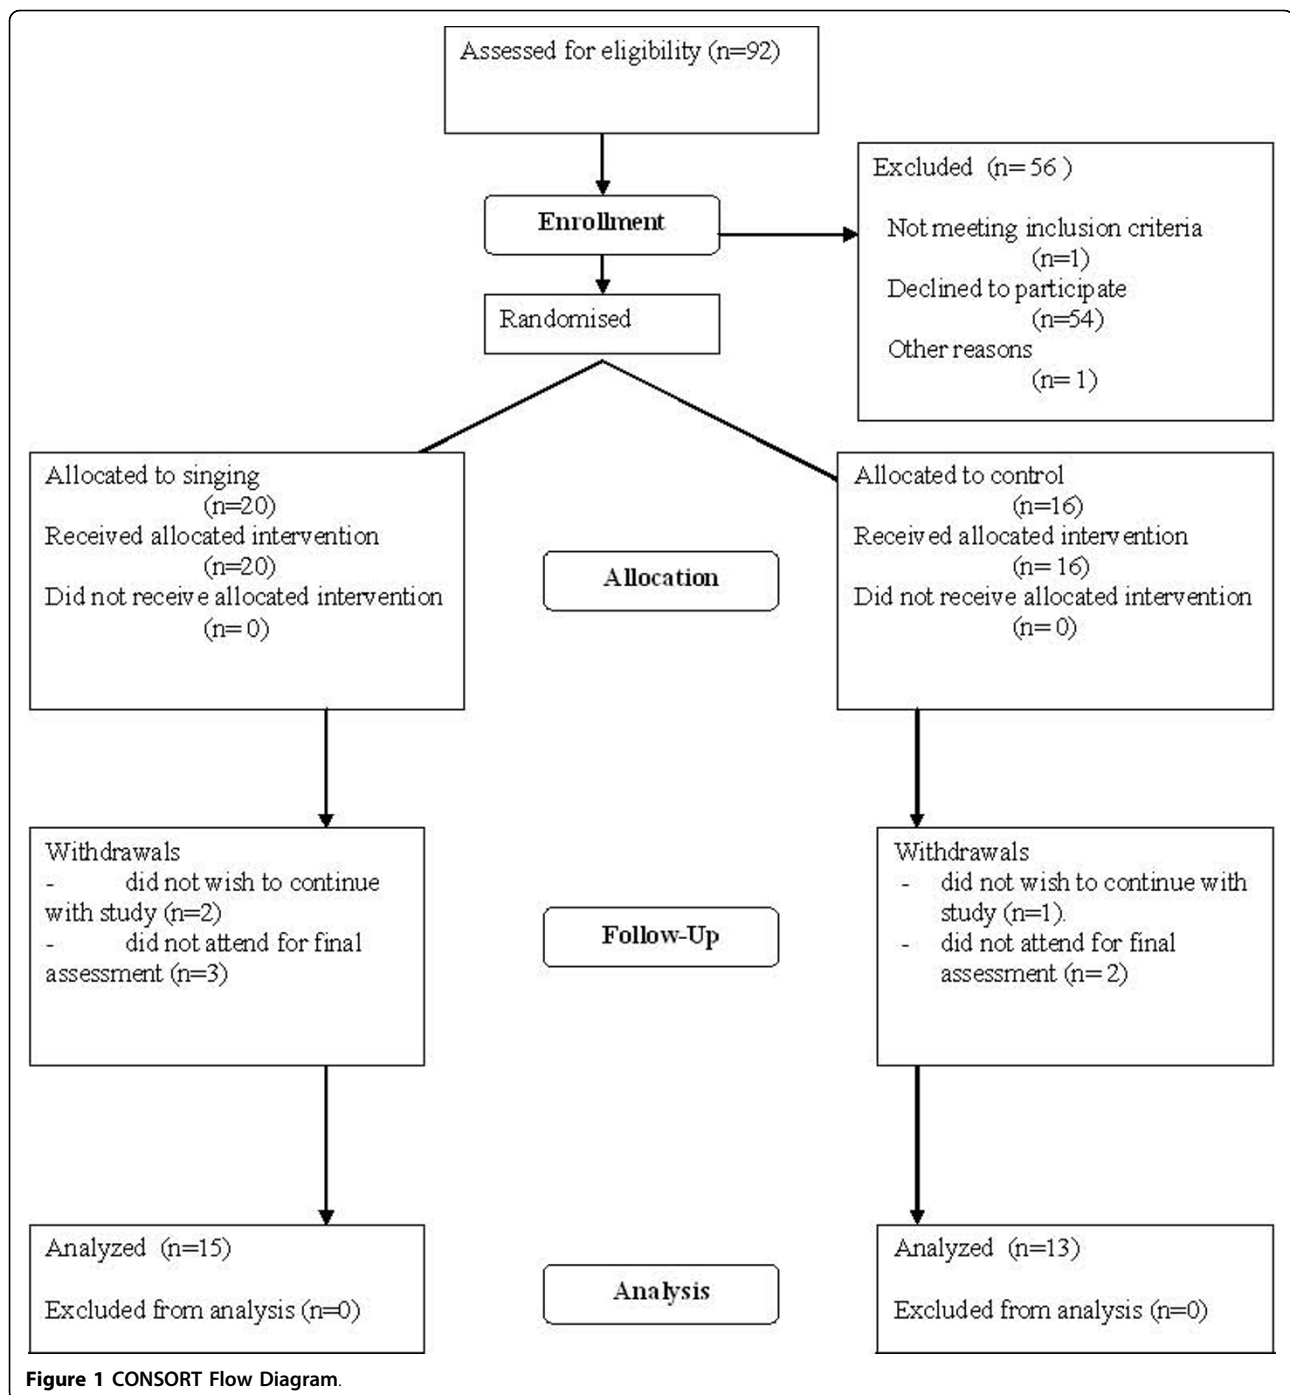 Assessed for eligibility (n=92)
Excluded (n= 56 )
Enrollment
Not meeting inclusion criteria
(n=1)
Declined to participate
(n=54)
Other reasons
(n= 1)
Randomised
Allocated to singing
(n=20)
Received allocated intervention
(n=20)
Did not receive allocated intervention
(n= 0)
Allocated to control
(n=16)
Received allocated intervention
(n= 16)
Did not receive allocated intervention
(n= 0)
Allocation
Withdrawals
- did not wish to continue
with study (n=2)
- did not attend for final
assessment (n=3)
Withdrawals
- did not wish to continue with
study (n=1).
- did not attend for final
assessment (n= 2)
Follow-Up
Analyzed (n=15)
Excluded from analysis (n=0)
Analyzed (n=13)
Excluded from analysis (n=0)
Analysis
Figure 1 CONSORT Flow Diagram.